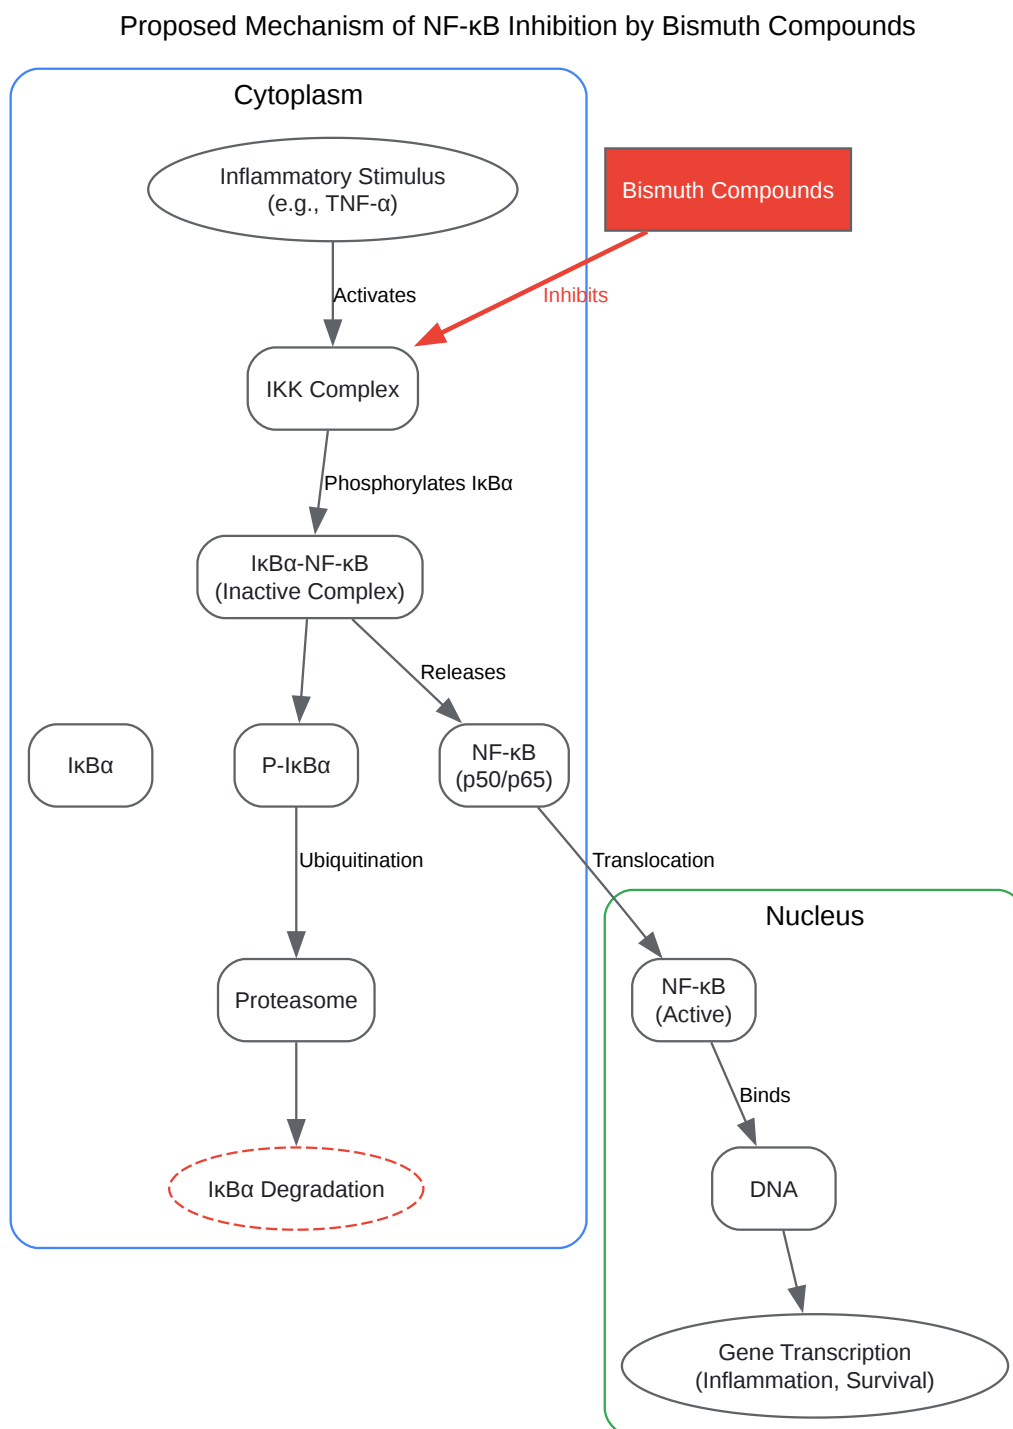 Proposed Mechanism of NF-κB Inhibition by Bismuth Compounds
Cytoplasm
Inflammatory Stimulus
(e.g., TNF-α)
Bismuth Compounds
Activates
Inhibits
IKK Complex
Phosphorylates IκBα
IκBα-NF-κB
(Inactive Complex)
Releases
IκBα
P-IκBα
NF-κB
(p50/p65)
Ubiquitination
Translocation
Nucleus
Proteasome
NF-κB
(Active)
Binds
IκBα Degradation
DNA
Gene Transcription
(Inflammation, Survival)